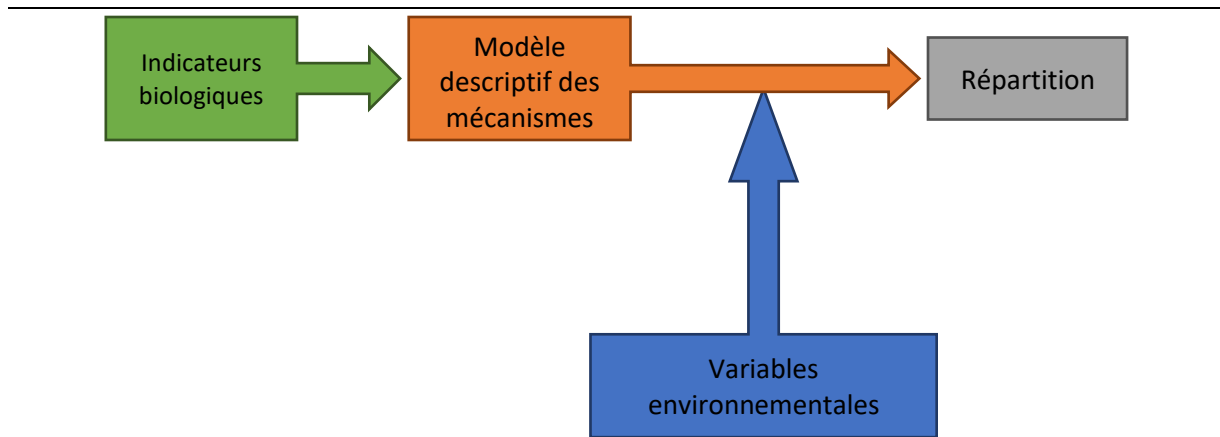 Indicateurs
biologiques
Modèle
descriptif des
mécanismes
Répartition
Variables
environnementales